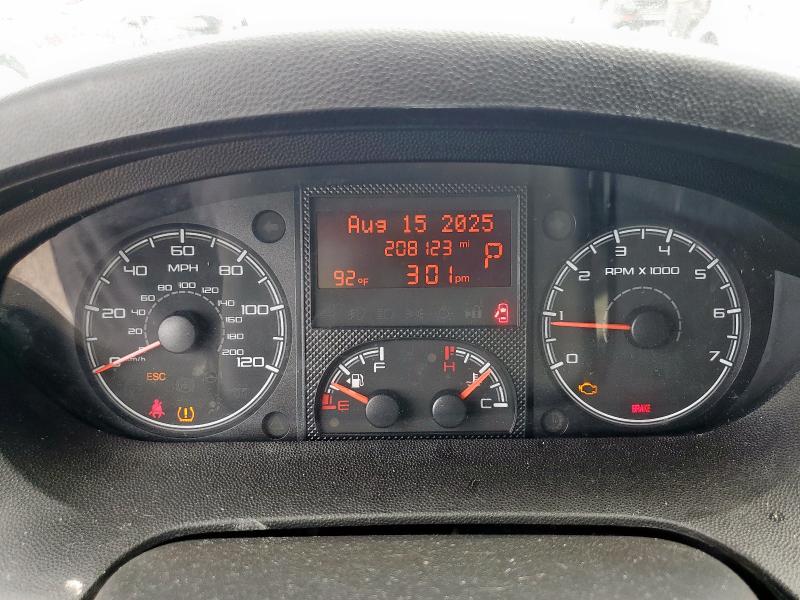 Aug 15 2025
208123 mi
P
92°F 301 pm
0 20 40 60 80 100 120
MPH
20 40 60 80 100 120 140 160 180 200
km/h
ESC
F
E
H
C
0 1 2 3 4 5 6 7
RPM X 1000
BRAKE